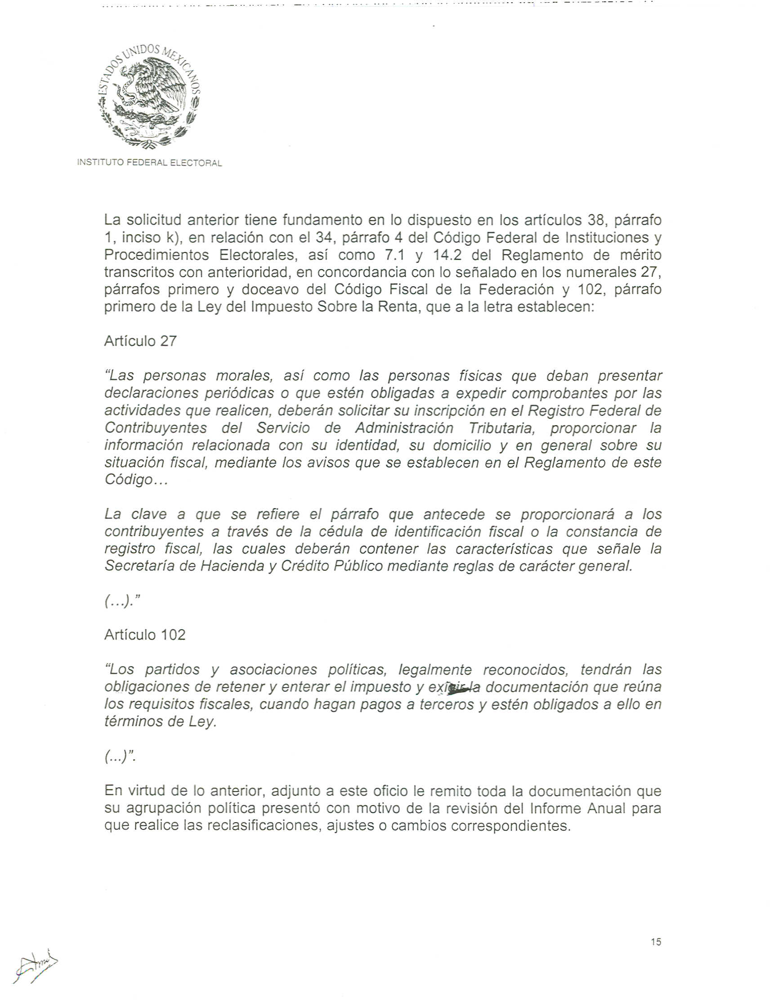 ESTADOS UNIDOS MEXICANOS
INSTITUTO FEDERAL ELECTORAL
La solicitud anterior tiene fundamento en lo dispuesto en los artículos 38, párrafo
1, inciso k), en relación con el 34, párrafo 4 del Código Federal de Instituciones y
Procedimientos Electorales, así como 7.1 y 14.2 del Reglamento de mérito
transcritos con anterioridad, en concordancia con lo señalado en los numerales 27,
párrafos primero y doceavo del Código Fiscal de la Federación y 102, párrafo
primero de la Ley del Impuesto Sobre la Renta, que a la letra establecen:
Artículo 27
“Las personas morales, así como las personas físicas que deban presentar
declaraciones periódicas o que estén obligadas a expedir comprobantes por las
actividades que realicen, deberán solicitar su inscripción en el Registro Federal de
Contribuyentes del Servicio de Administración Tributaria, proporcionar la
información relacionada con su identidad, su domicilio y en general sobre su
situación fiscal, mediante los avisos que se establecen en el Reglamento de este
Código...
La clave a que se refiere el párrafo que antecede se proporcionará a los
contribuyentes a través de la cédula de identificación fiscal o la constancia de
registro fiscal, las cuales deberán contener las características que señale la
Secretaría de Hacienda y Crédito Público mediante reglas de carácter general.
(...).”
Artículo 102
“Los partidos y asociaciones políticas, legalmente reconocidos, tendrán las
obligaciones de retener y enterar el impuesto y exigir la documentación que reúna
los requisitos fiscales, cuando hagan pagos a terceros y estén obligados a ello en
términos de Ley.
(...)”.
En virtud de lo anterior, adjunto a este oficio le remito toda la documentación que
su agrupación política presentó con motivo de la revisión del Informe Anual para
que realice las reclasificaciones, ajustes o cambios correspondientes.
15